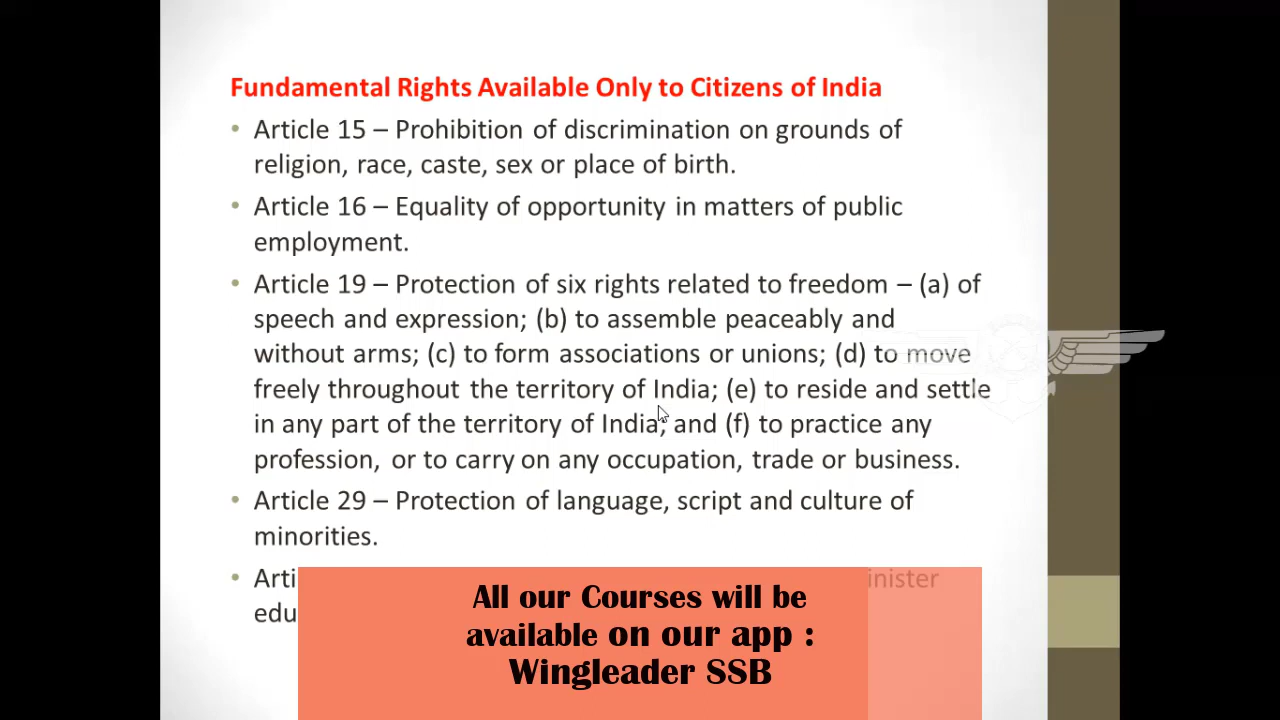 Fundamental Rights Available Only to Citizens of India
• Article 15 – Prohibition of discrimination on grounds of
religion, race, caste, sex or place of birth.
• Article 16 – Equality of opportunity in matters of public
employment.
• Article 19 – Protection of six rights related to freedom – (a) of
speech and expression; (b) to assemble peaceably and
without arms; (c) to form associations or unions; (d) to move
freely throughout the territory of India; (e) to reside and settle
in any part of the territory of India; and (f) to practice any
profession, or to carry on any occupation, trade or business.
• Article 29 – Protection of language, script and culture of
minorities.
All our Courses will be
available on our app :
Wingleader SSB